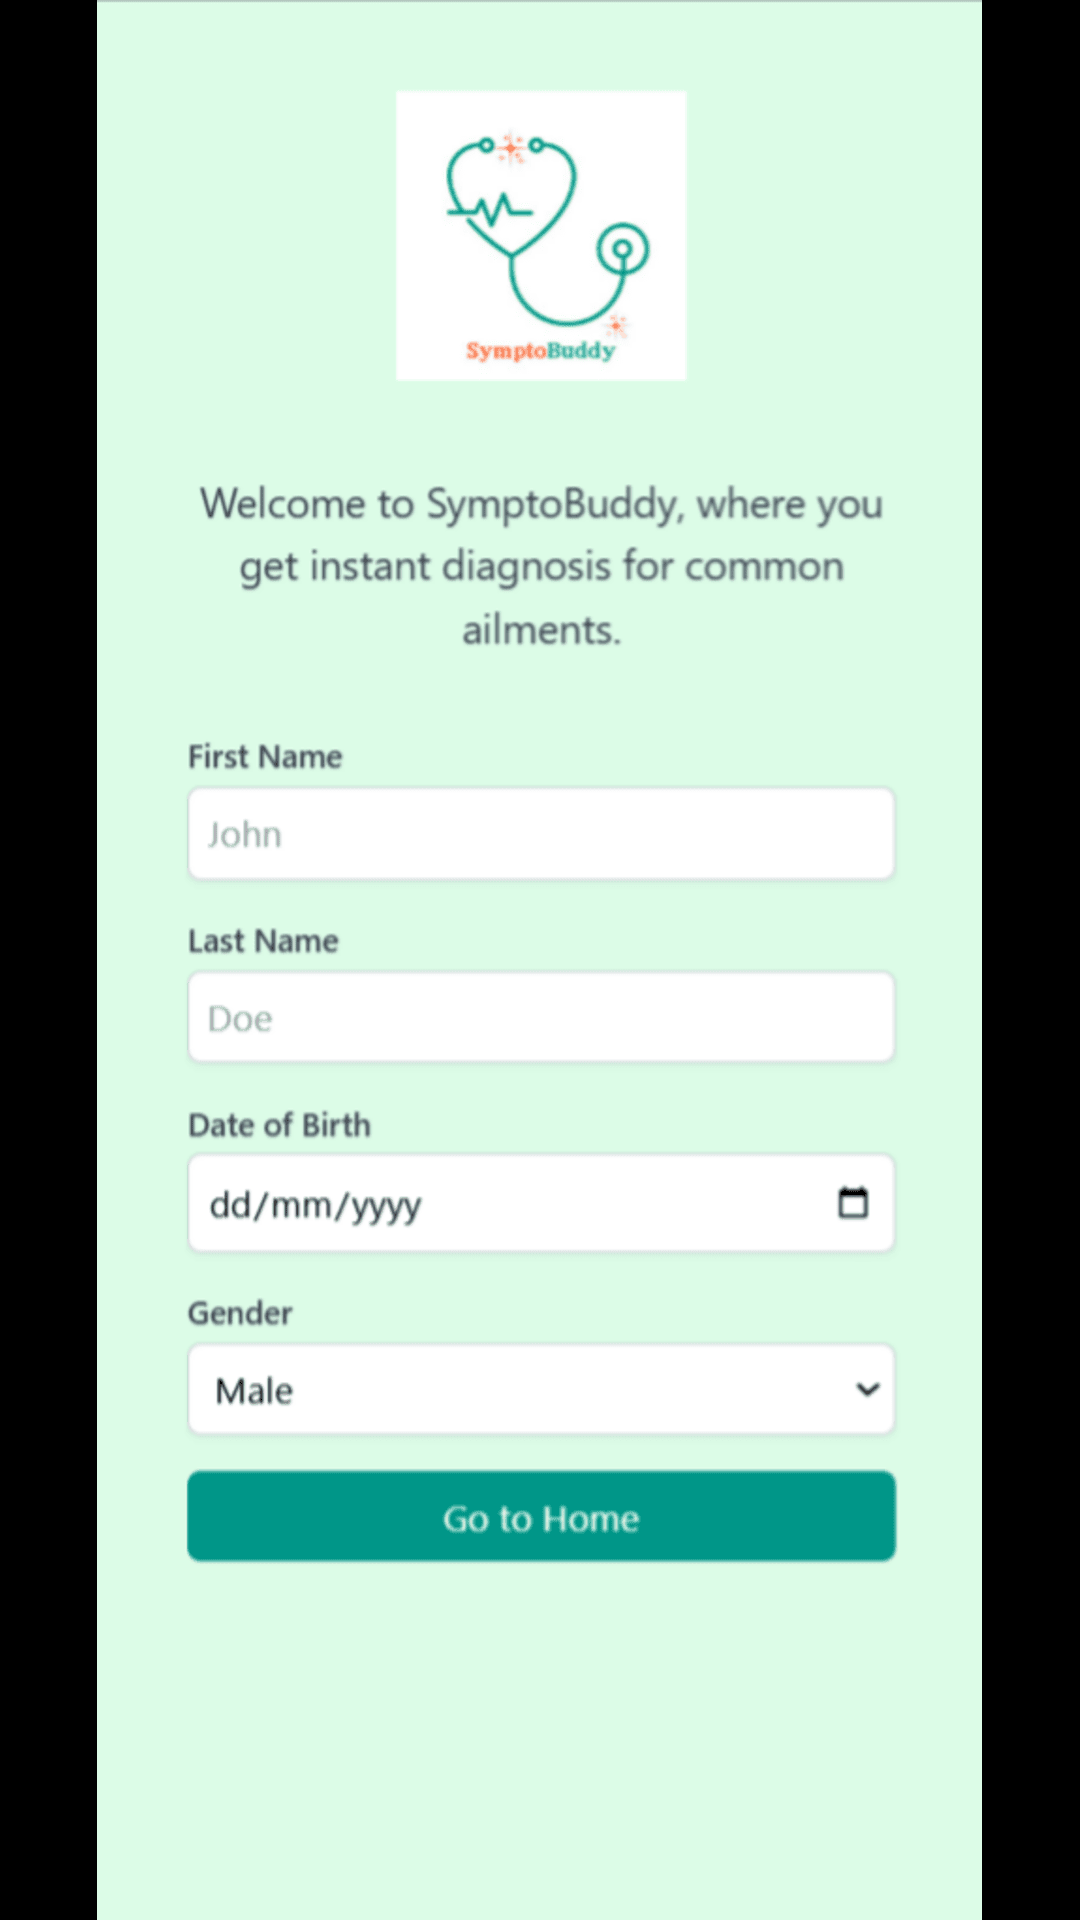 SymptoBuddy
Welcome to SymptoBuddy, where you
get instant diagnosis for common
ailments.
First Name
John
Last Name
Doe
Date of Birth
dd/mm/yyyy
Gender
Male
Go to Home